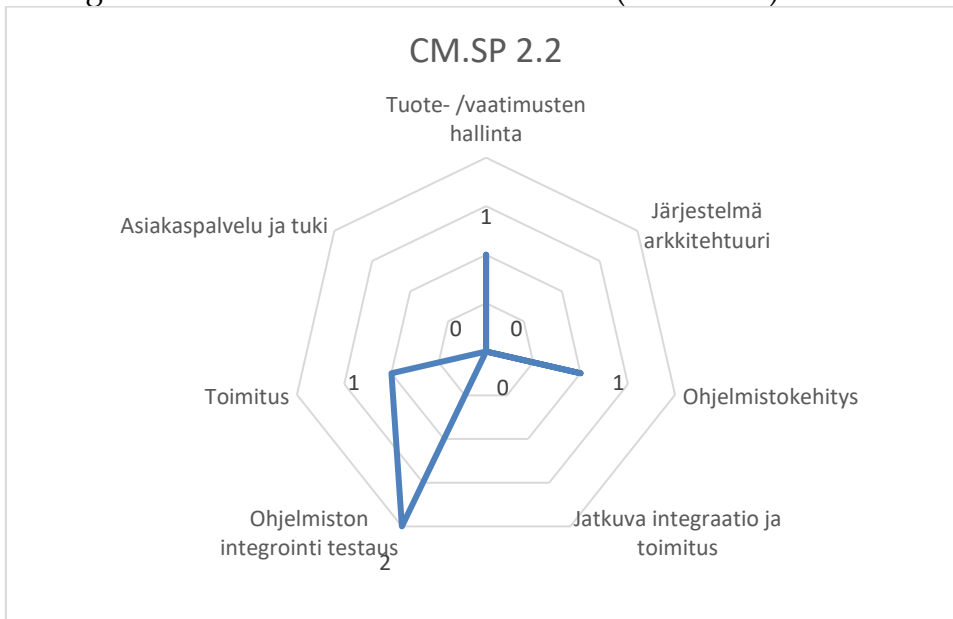 CM.SP 2.2
Tuote- /vaatimusten
hallinta
Järjestelmä
arkkitehtuuri
Asiakaspalvelu ja tuki
1
0
0
0
1
1
Toimitus
Ohjelmistokehitys
Ohjelmiston
integrointi testaus
2
Jatkuva integraatio ja
toimitus